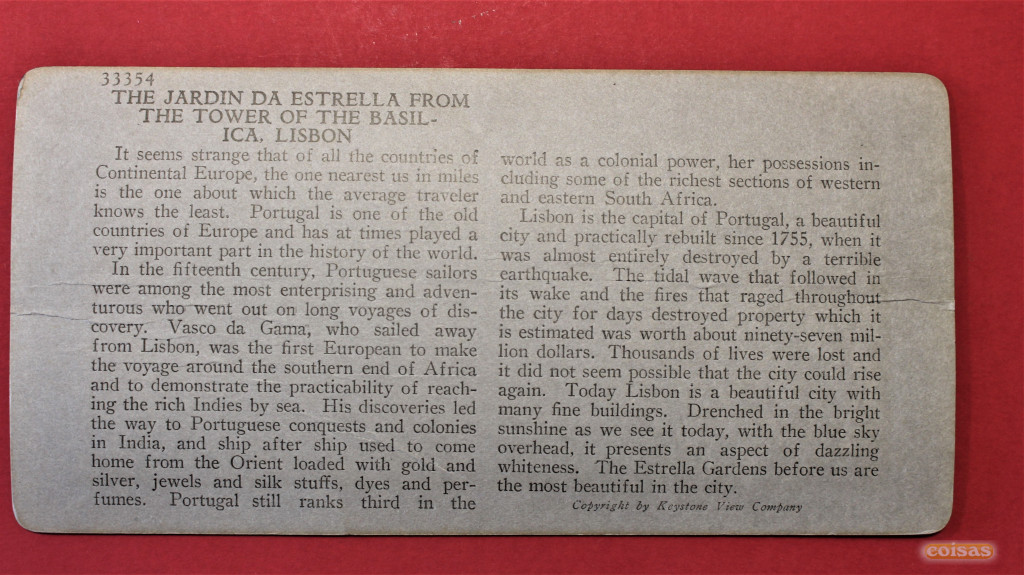 33354
THE JARDIN DA ESTRELLA FROM
THE TOWER OF THE BASIL-
ICA, LISBON
It seems strange that of all the countries of
Continental Europe, the one nearest us in miles
is the one about which the average traveler
knows the least. Portugal is one of the old
countries of Europe and has at times played a
very important part in the history of the world.
In the fifteenth century, Portuguese sailors
were among the most enterprising and adven-
turous who went out on long voyages of dis-
covery. Vasco da Gama, who sailed away
from Lisbon, was the first European to make
the voyage around the southern end of Africa
and to demonstrate the practicability of reach-
ing the rich Indies by sea. His discoveries led
the way to Portuguese conquests and colonies
in India, and ship after ship used to come
home from the Orient loaded with gold and
silver, jewels and silk stuffs, dyes and per-
fumes. Portugal still ranks third in the
world as a colonial power, her possessions in-
cluding some of the richest sections of western
and eastern South Africa.
Lisbon is the capital of Portugal, a beautiful
city and practically rebuilt since 1755, when it
was almost entirely destroyed by a terrible
earthquake. The tidal wave that followed in
its wake and the fires that raged throughout
the city for days destroyed property which it
is estimated was worth about ninety-seven mil-
lion dollars. Thousands of lives were lost and
it did not seem possible that the city could rise
again. Today Lisbon is a beautiful city with
many fine buildings. Drenched in the bright
sunshine as we see it today, with the blue sky
overhead, it presents an aspect of dazzling
whiteness. The Estrella Gardens before us are
the most beautiful in the city.
Copyright by Keystone View Company
coisas